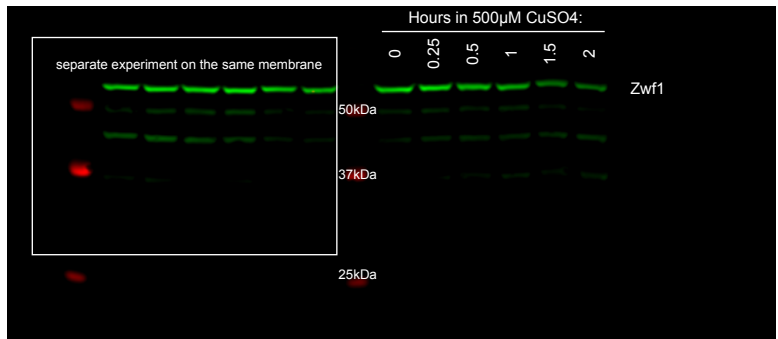 Hours in 500µM CuSO4:
0 0.25 0.5 1 1.5 2
separate experiment on the same membrane
Zwf1
50kDa
37kDa
25kDa